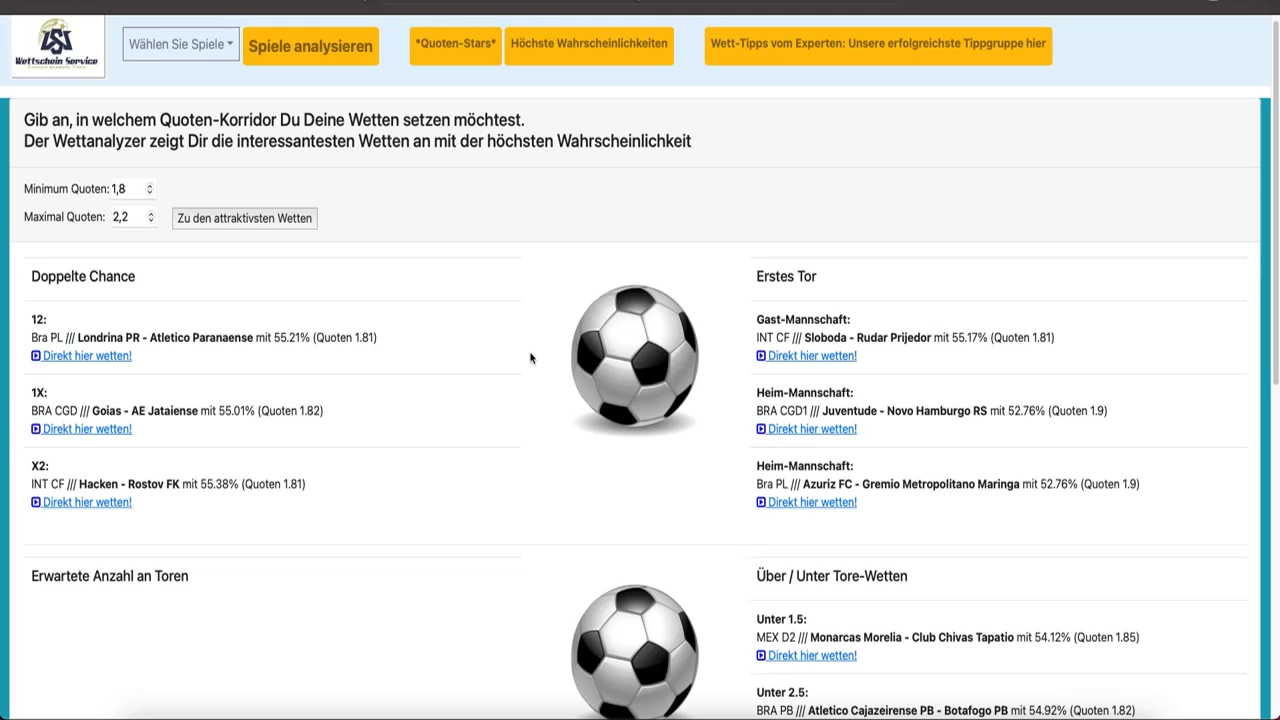 Wettschein Service
Wählen Sie Spiele
Spiele analysieren
*Quoten-Stars*
Höchste Wahrscheinlichkeiten
Wett-Tipps vom Experten: Unsere erfolgreichste Tippgruppe hier
Gib an, in welchem Quoten-Korridor Du Deine Wetten setzen möchtest.
Der Wettanalyzer zeigt Dir die interessantesten Wetten an mit der höchsten Wahrscheinlichkeit
Minimum Quoten: 1,8
Maximal Quoten: 2,2
Zu den attraktivsten Wetten
Doppelte Chance
12:
Bra PL /// Londrina PR - Atletico Paranaense mit 55.21% (Quoten 1.81)
Direkt hier wetten!
1X:
BRA CGD /// Goias - AE Jataiense mit 55.01% (Quoten 1.82)
Direkt hier wetten!
X2:
INT CF /// Hacken - Rostov FK mit 55.38% (Quoten 1.81)
Direkt hier wetten!
Erstes Tor
Gast-Mannschaft:
INT CF /// Sloboda - Rudar Prijedor mit 55.17% (Quoten 1.81)
Direkt hier wetten!
Heim-Mannschaft:
BRA CGD1 /// Juventude - Novo Hamburgo RS mit 52.76% (Quoten 1.9)
Direkt hier wetten!
Heim-Mannschaft:
Bra PL /// Azuriz FC - Gremio Metropolitano Maringa mit 52.76% (Quoten 1.9)
Direkt hier wetten!
Erwartete Anzahl an Toren
Über / Unter Tore-Wetten
Unter 1.5:
MEX D2 /// Monarcas Morelia - Club Chivas Tapatio mit 54.12% (Quoten 1.85)
Direkt hier wetten!
Unter 2.5:
BRA PB /// Atletico Cajazeirense PB - Botafogo PB mit 54.92% (Quoten 1.82)